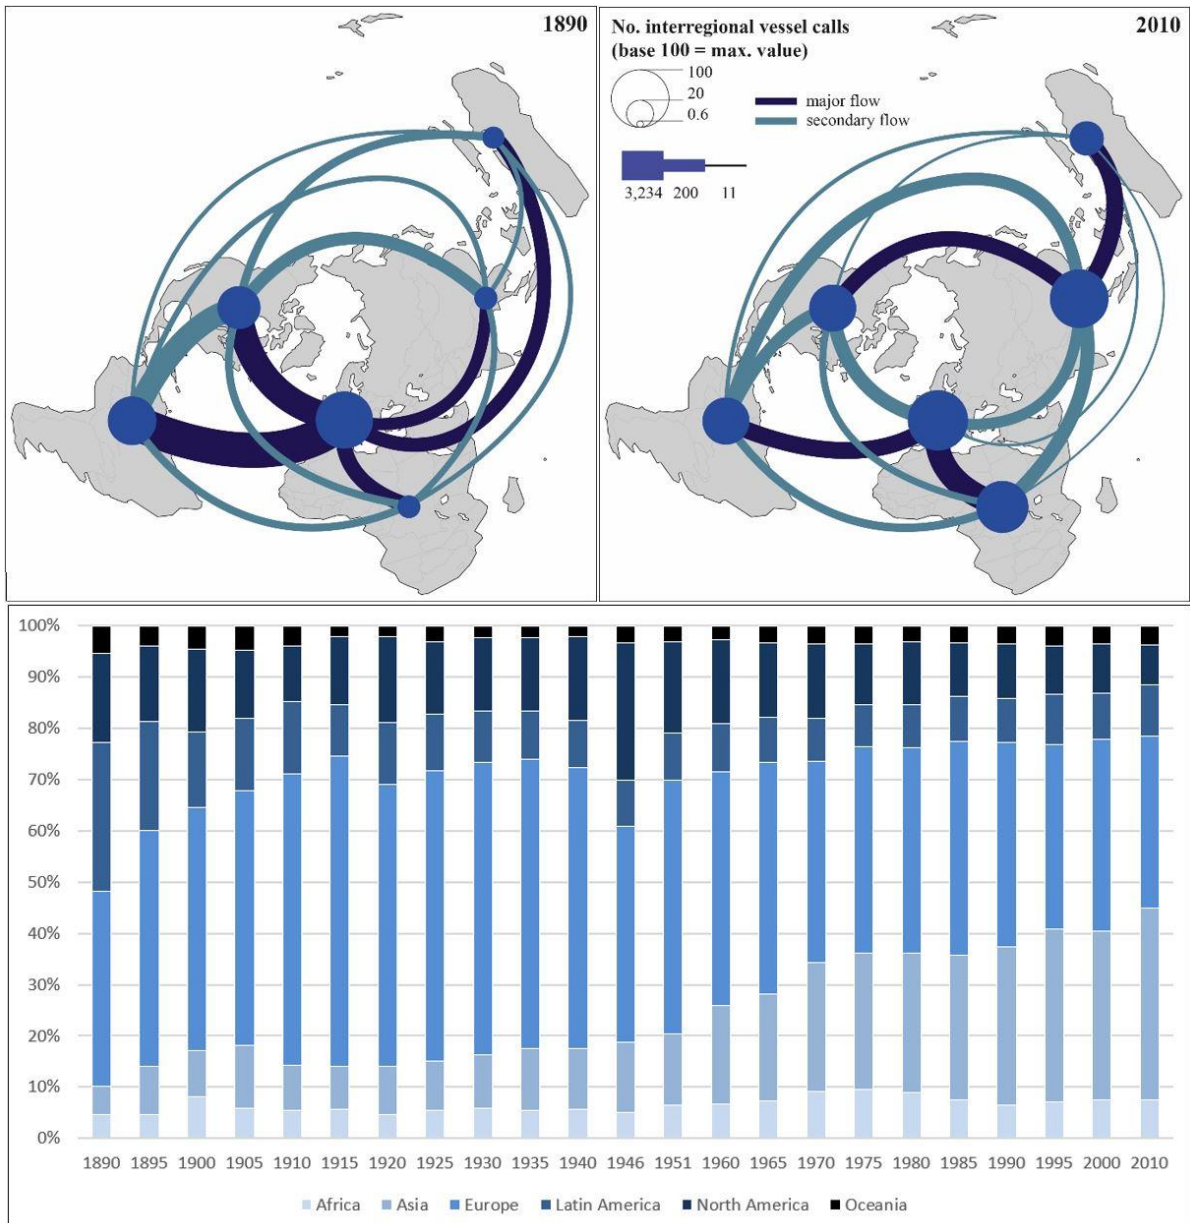 1890
No. interregional vessel calls
(base 100 = max. value)
2010
100
20
0.6
major flow
secondary flow
3,234 200 11
100%
90%
80%
70%
60%
50%
40%
30%
20%
10%
0%
1890 1895 1900 1905 1910 1915 1920 1925 1930 1935 1940 1946 1951 1960 1965 1970 1975 1980 1985 1990 1995 2000 2010
Africa Asia Europe Latin America North America Oceania